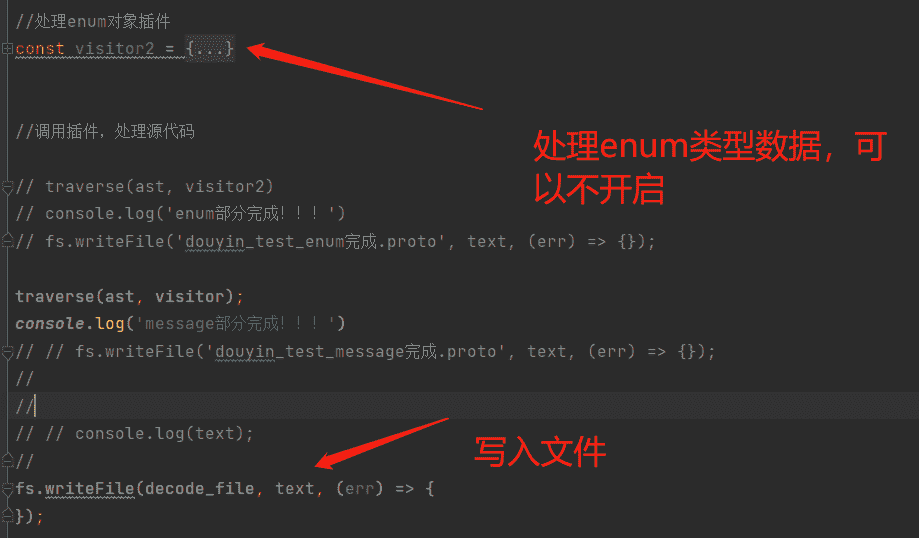 //处理enum对象插件
const visitor2 = {...}
//调用插件，处理源代码
处理enum类型数据，可
以不开启
// traverse(ast, visitor2)
// console.log('enum部分完成！！！')
// fs.writeFile('douyin_test_enum完成.proto', text, (err) => {});
traverse(ast, visitor);
console.log('message部分完成！！！')
// // fs.writeFile('douyin_test_message完成.proto', text, (err) => {});
//
//
// // console.log(text);
//
写入文件
fs.writeFile(decode_file, text, (err) => {
});